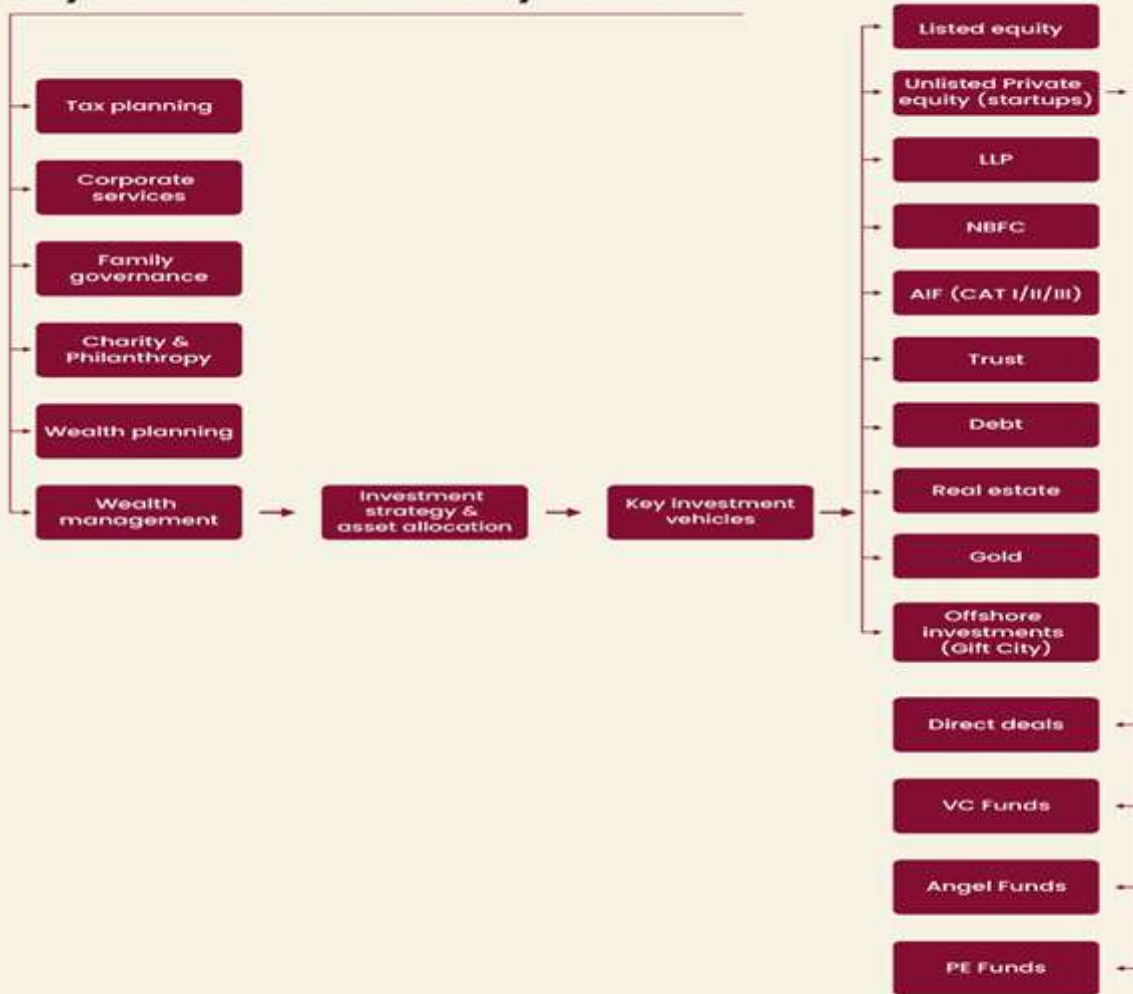 Tax planning
Corporate
services
Family
governance
Charity &
Philanthropy
Wealth planning
Wealth
management
Investment
strategy &
asset allocation
Key investment
vehicles
Listed equity
Unlisted Private
equity (startups)
LLP
NBFC
AIF (CAT I/II/III)
Trust
Debt
Real estate
Gold
Offshore
investments
(Gift City)
Direct deals
VC Funds
Angel Funds
PE Funds